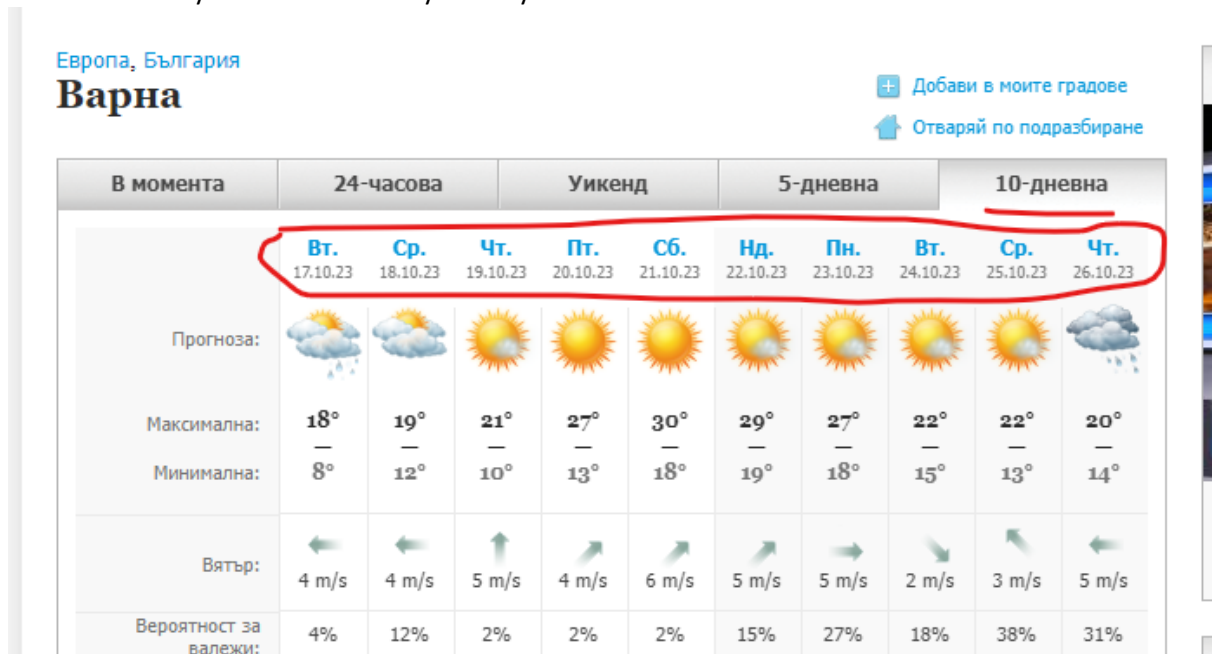 Европа, България
Варна
Добави в моите градове
Отваряй по подразбиране
В момента 24-часова Уикенд 5-дневна 10-дневна
Вт. Ср. Чт. Пт. Сб. Нд. Пн. Вт. Ср. Чт.
17.10.23 18.10.23 19.10.23 20.10.23 21.10.23 22.10.23 23.10.23 24.10.23 25.10.23 26.10.23
Прогноза:
Максимална: 18° 19° 21° 27° 30° 29° 27° 22° 22° 20°
Минимална: 8° 12° 10° 13° 18° 19° 18° 15° 13° 14°
Вятър: 4 m/s 4 m/s 5 m/s 4 m/s 6 m/s 5 m/s 5 m/s 2 m/s 3 m/s 5 m/s
Вероятност за
валежи: 4% 12% 2% 2% 2% 15% 27% 18% 38% 31%